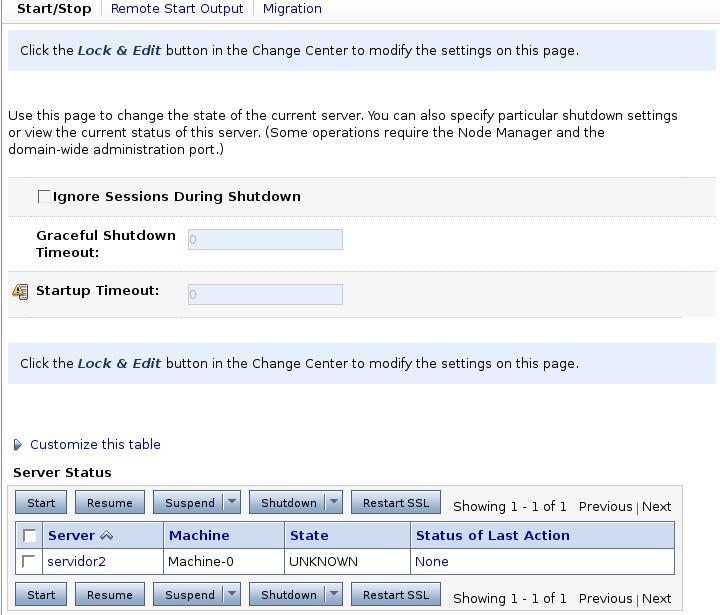 Start/Stop Remote Start Output Migration
Click the Lock & Edit button in the Change Center to modify the settings on this page.
Use this page to change the state of the current server. You can also specify particular shutdown settings
or view the current status of this server. (Some operations require the Node Manager and the
domain-wide administration port.)
Ignore Sessions During Shutdown
Graceful Shutdown
Timeout:
0
Startup Timeout:
0
Click the Lock & Edit button in the Change Center to modify the settings on this page.
Customize this table
Server Status
Start Resume Suspend Shutdown Restart SSL Showing 1 - 1 of 1 Previous | Next
Server Machine State Status of Last Action
servidor2 Machine-0 UNKNOWN None
Start Resume Suspend Shutdown Restart SSL Showing 1 - 1 of 1 Previous | Next